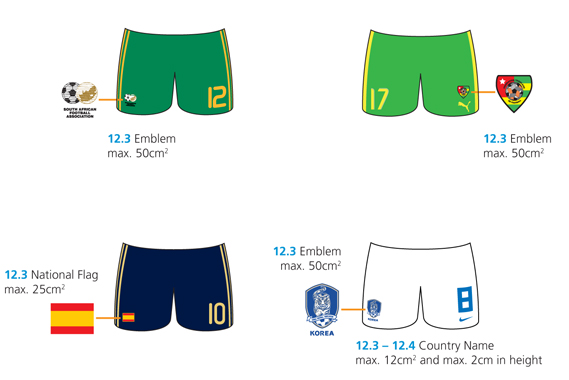 12
SOUTH AFRICAN
FOOTBALL
ASSOCIATION
12.3 Emblem
max. 50cm²
17
12.3 Emblem
max. 50cm²
12.3 National Flag
max. 25cm²
10
12.3 Emblem
max. 50cm²
KOREA
8
12.3 – 12.4 Country Name
max. 12cm² and max. 2cm in height